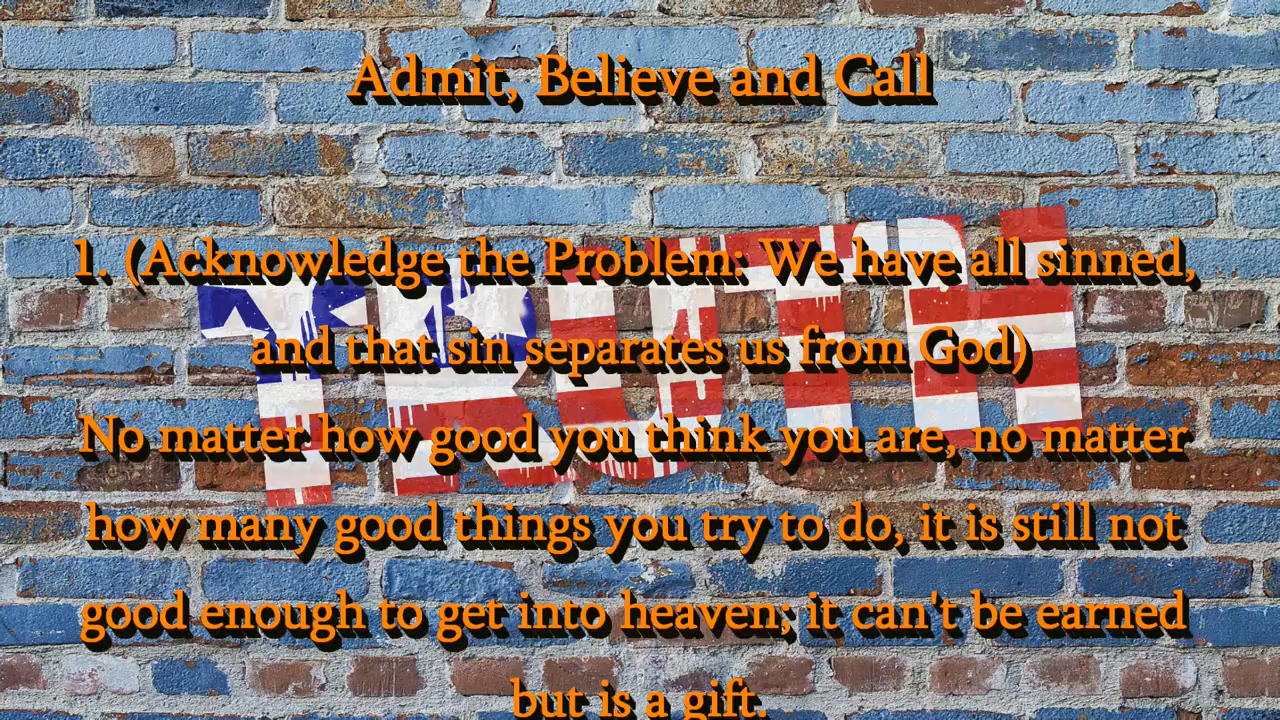 Admit, Believe and Call
1. (Acknowledge the Problem: We have all sinned,
and that sin separates us from God)
TRUTH
No matter how good you think you are, no matter
how many good things you try to do, it is still not
good enough to get into heaven; it can't be earned
but is a gift.